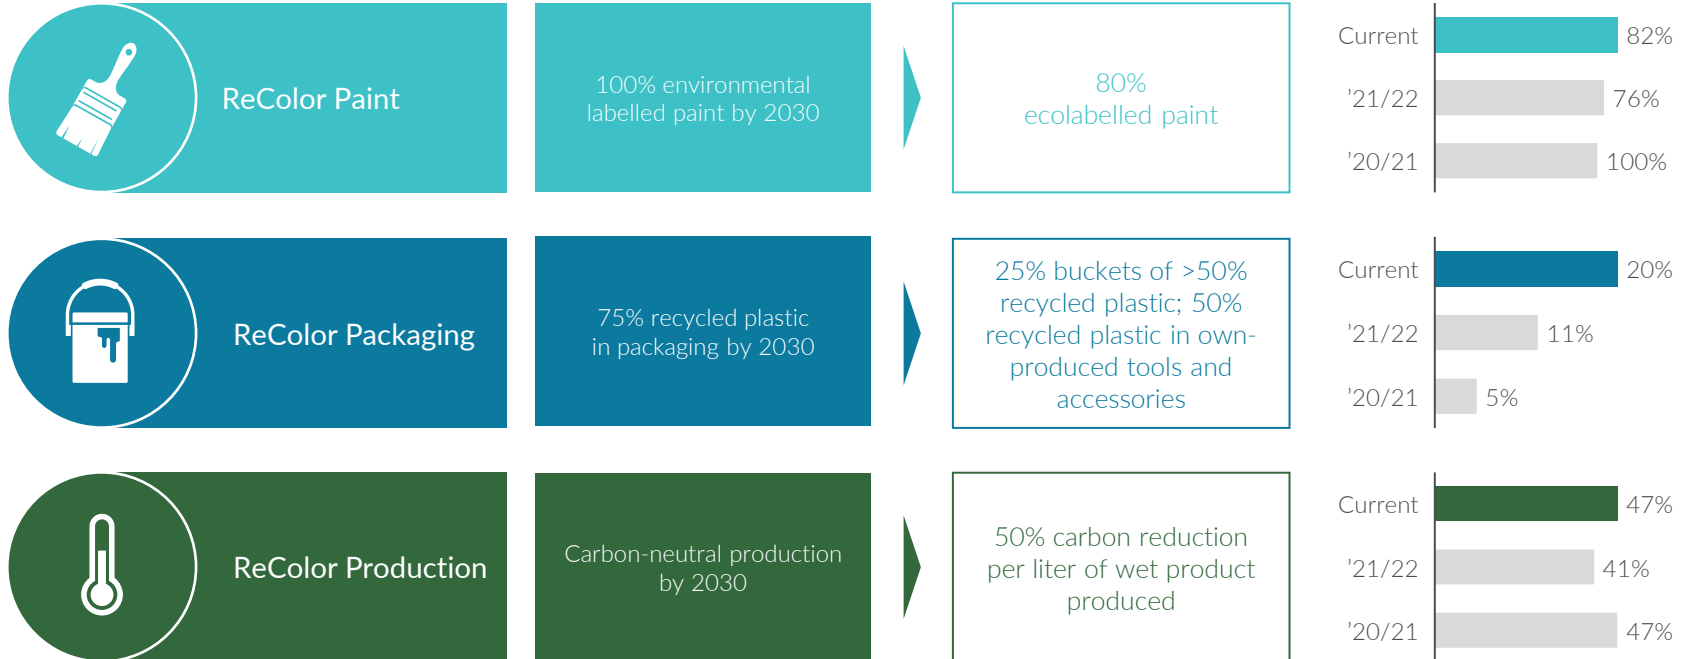 ReColor Paint
100% environmental
labelled paint by 2030
80%
ecolabelled paint
Current 82%
’21/22 76%
’20/21 100%
ReColor Packaging
75% recycled plastic
in packaging by 2030
25% buckets of >50%
recycled plastic; 50%
recycled plastic in own-
produced tools and
accessories
Current 20%
’21/22 11%
’20/21 5%
ReColor Production
Carbon-neutral production
by 2030
50% carbon reduction
per liter of wet product
produced
Current 47%
’21/22 41%
’20/21 47%